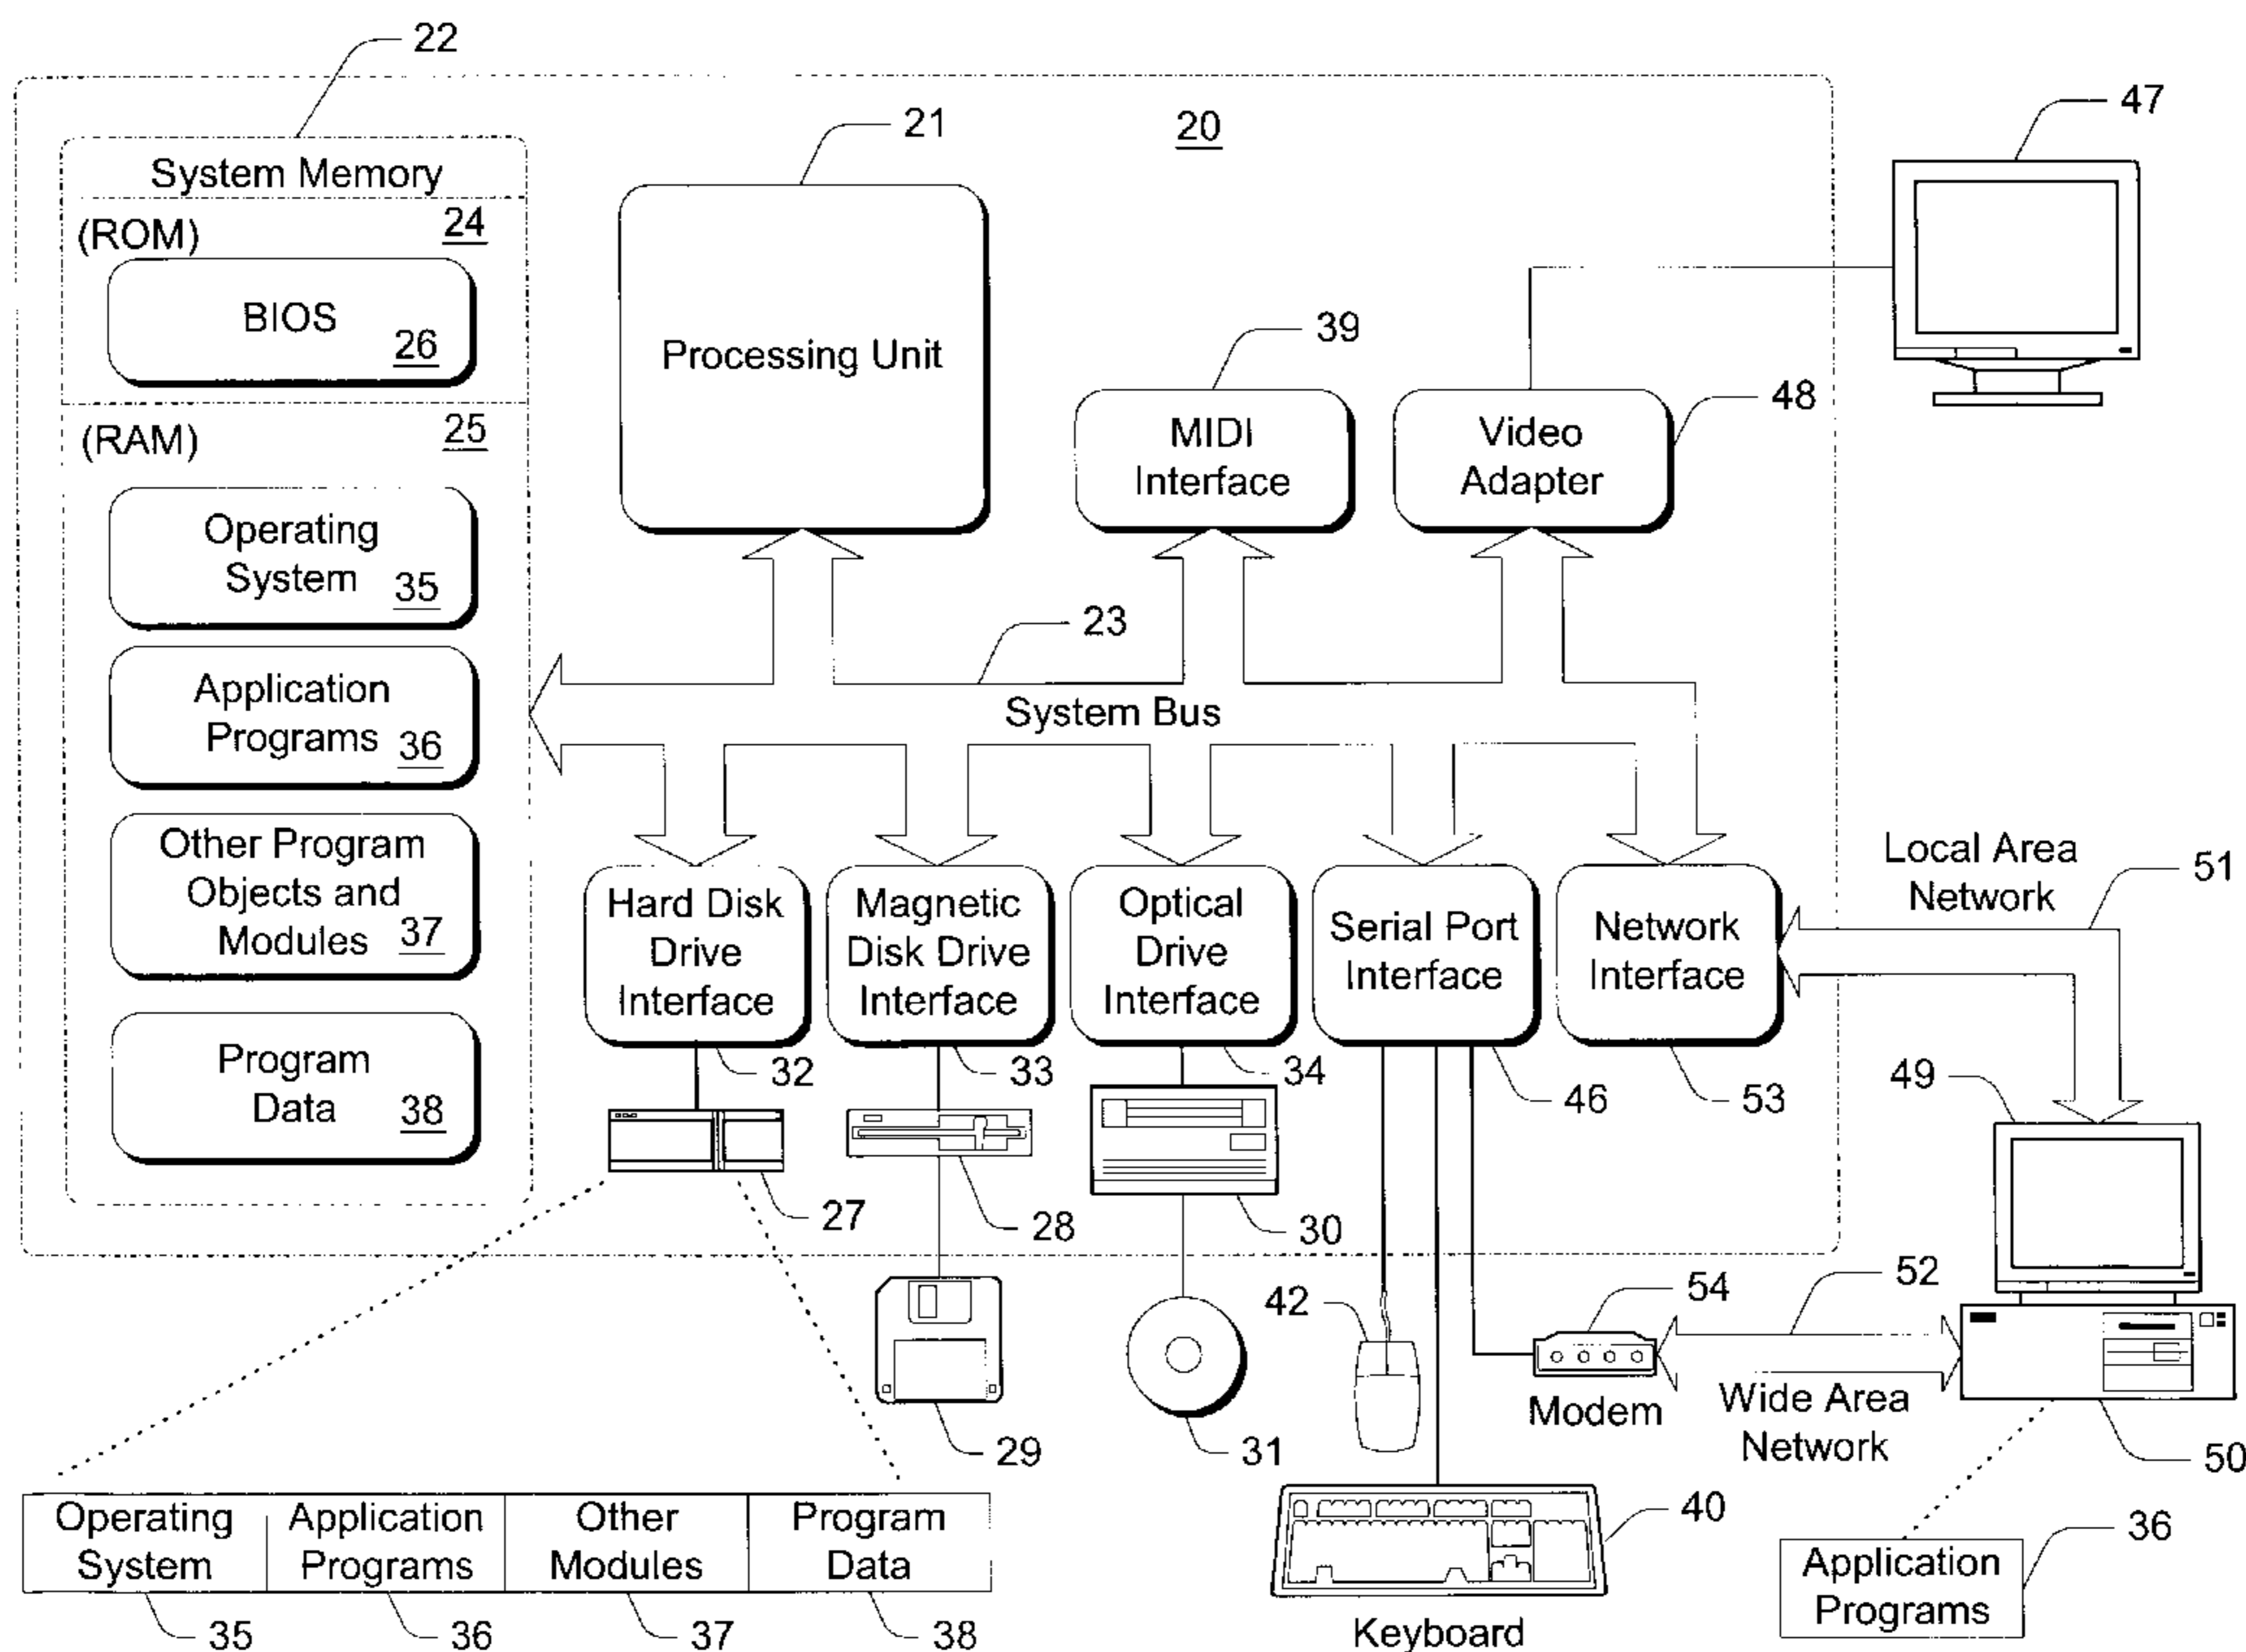 22
20
21
47
System Memory
(ROM)
24
BIOS
26
Processing Unit
39
MIDI
Interface
Video
Adapter
48
(RAM)
25
Operating
System
35
23
System Bus
Application
Programs
36
Other Program
Objects and
Modules
37
Program
Data
38
Hard Disk
Drive
Interface
32
Magnetic
Disk Drive
Interface
33
Optical
Drive
Interface
34
Serial Port
Interface
46
Network
Interface
53
Local Area
Network
51
49
27
28
30
29
31
42
54
Modem
52
Wide Area
Network
50
Operating
System
Application
Programs
Other
Modules
Program
Data
35
36
37
38
40
Keyboard
Application
Programs
36